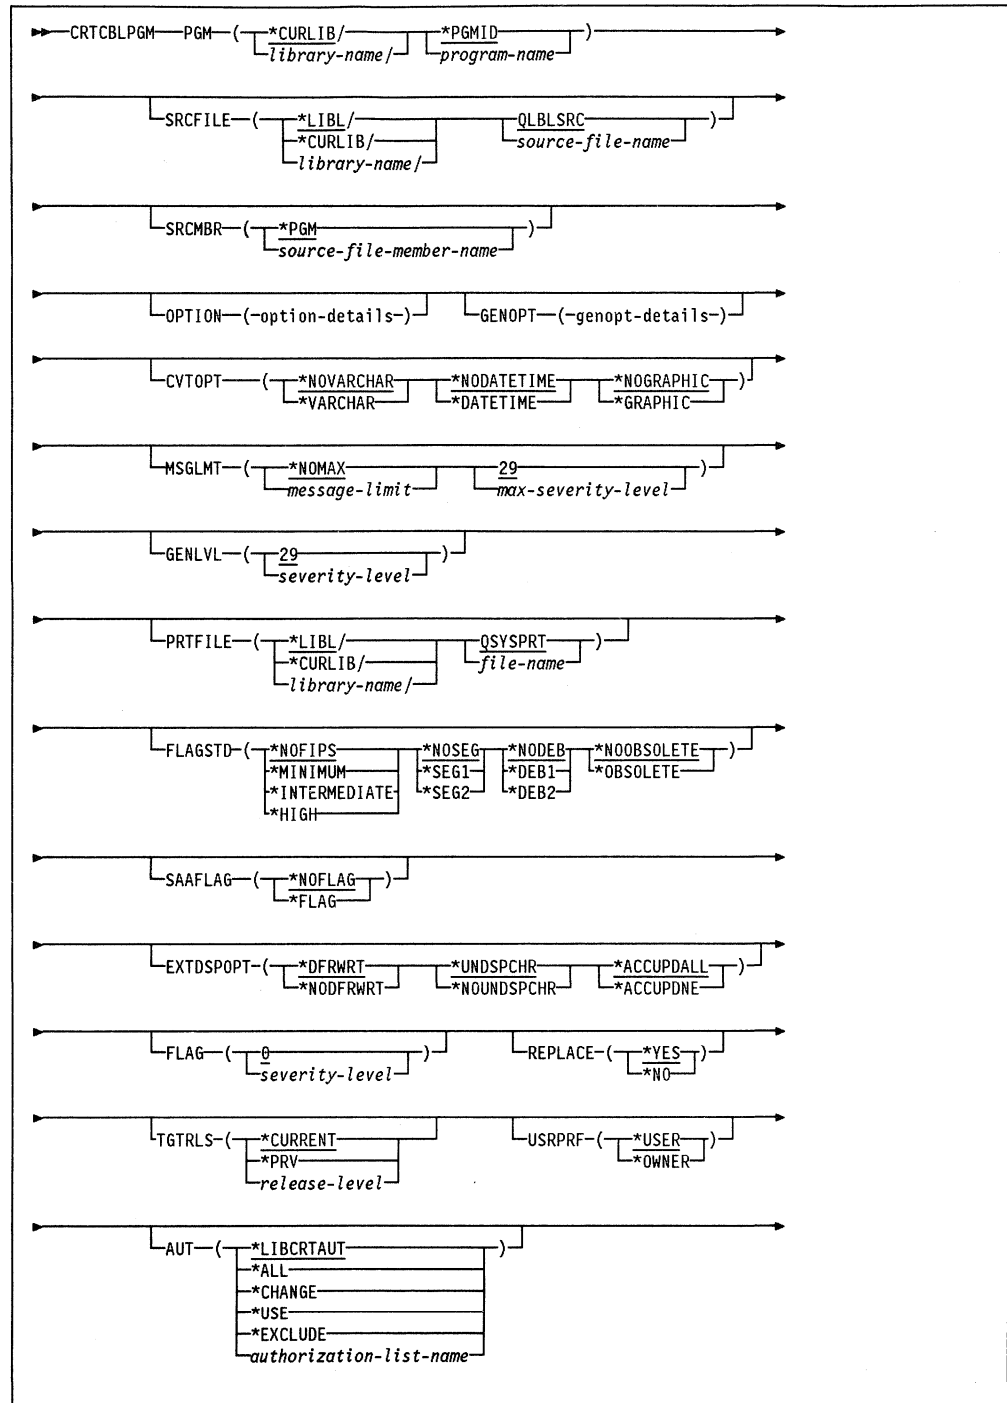 CRTCBLPGM PGM ( *CURLIB/ *PGMID )
library-name/ program-name
SRCFILE ( *LIBL/ QLBLSRC )
*CURLIB/ source-file-name
library-name/
SRCMBR ( *PGM )
source-file-member-name
OPTION (-option-details-) GENOPT (-genopt-details-)
CVTOPT ( *NOVARCHAR *NODATETIME *NOGRAPHIC )
*VARCHAR *DATETIME *GRAPHIC
MSGLMT ( *NOMAX 29 )
message-limit max-severity-level
GENLVL ( 29 )
severity-level
PRTFILE ( *LIBL/ QSYSPRT )
*CURLIB/ file-name
library-name/
FLAGSTD ( *NOFIPS *NOSEG *NODEB *NOOBSOLETE )
*MINIMUM *SEG1 *DEB1 *OBSOLETE
*INTERMEDIATE *SEG2 *DEB2
*HIGH
SAAFLAG ( *NOFLAG )
*FLAG
EXTDSPOPT ( *DFRWRT *UNDSPCHR *ACCUPDALL )
*NODFRWRT *NOUNDSPCHR *ACCUPDNE
FLAG ( 0 ) REPLACE ( *YES )
severity-level *NO
TGTRLS ( *CURRENT ) USRPRF ( *USER )
*PRV *OWNER
release-level
AUT ( *LIBCRTAUT )
*ALL
*CHANGE
*USE
*EXCLUDE
authorization-list-name